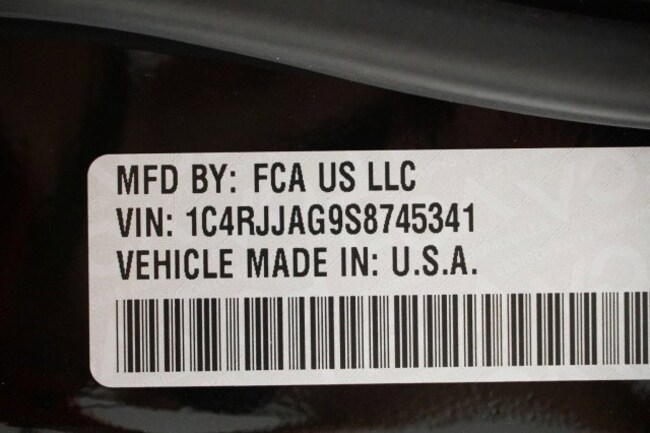 MFD BY: FCA US LLC
VIN: 1C4RJJAG9S8745341
VEHICLE MADE IN: U.S.A.